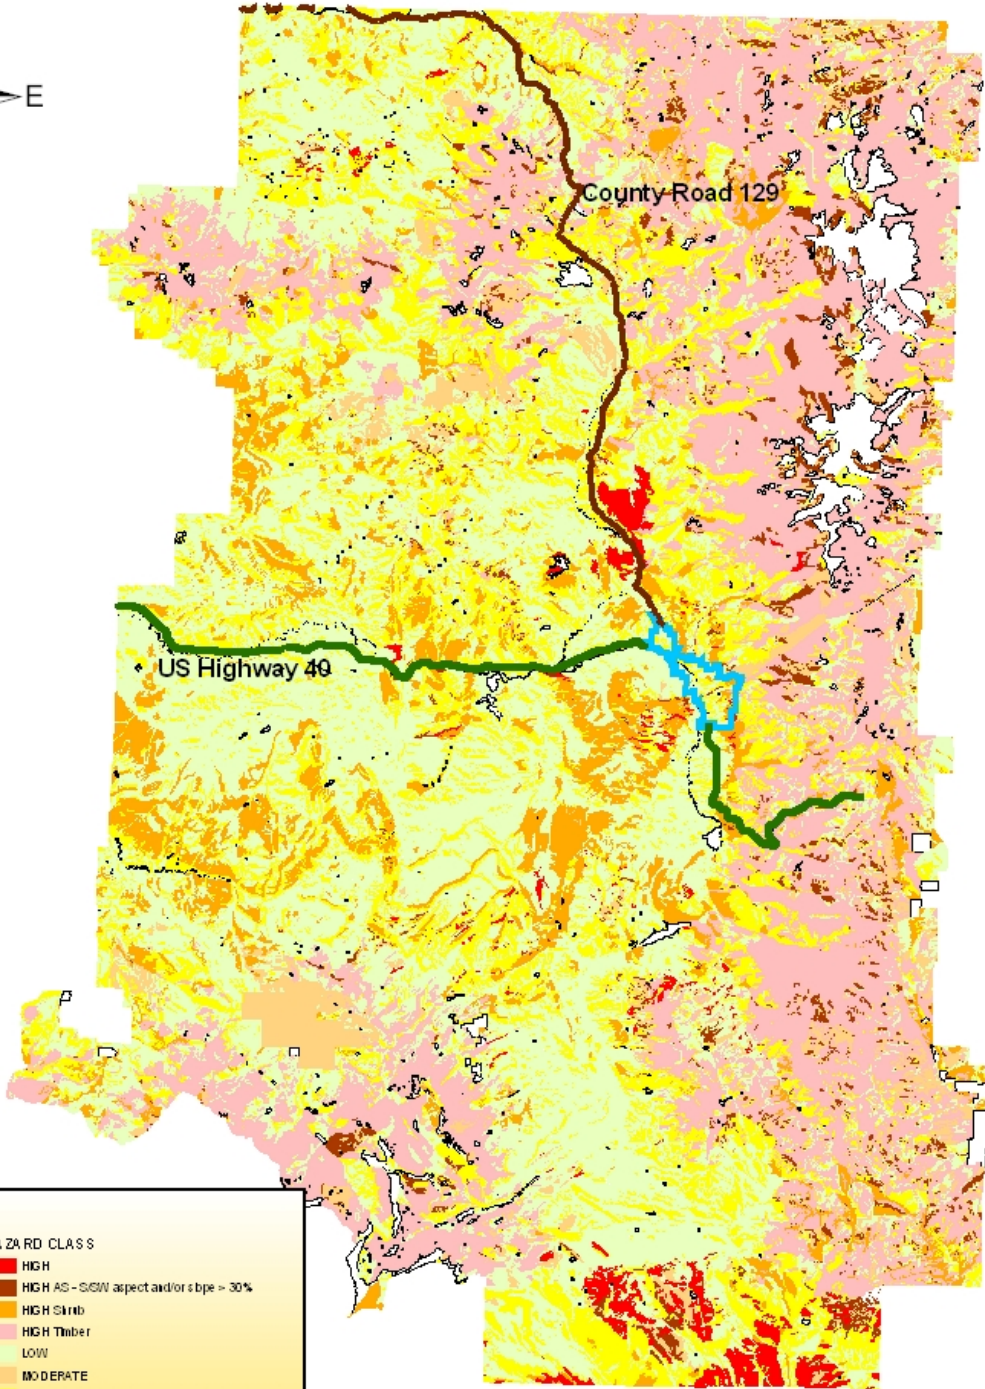 E
County Road 129
US Highway 40
AZARD CLASS
HIGH
HIGH AS - S/SW aspect and/or slope > 30%
HIGH Shrub
HIGH Timber
LOW
MODERATE